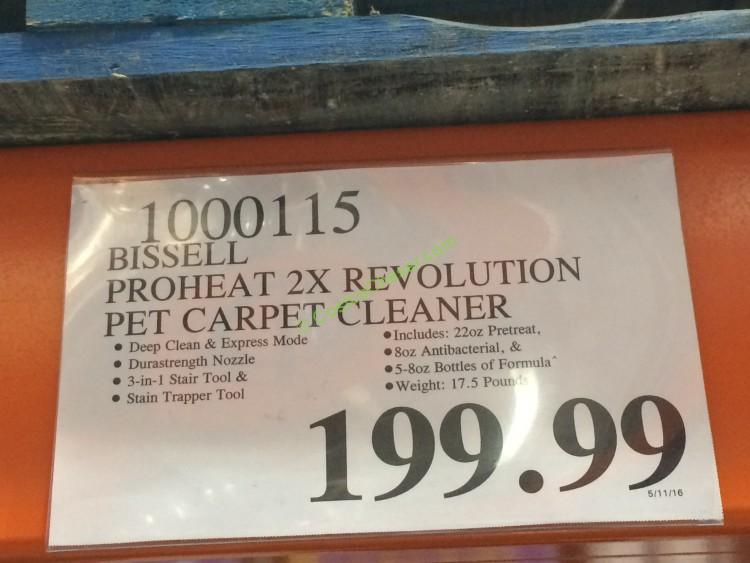 1000115
BISSELL
PROHEAT 2X REVOLUTION
PET CARPET CLEANER
• Deep Clean & Express Mode
• Durastrength Nozzle
• 3-in-1 Stair Tool &
• Stain Trapper Tool
• Includes: 22oz Pretreat,
• 8oz Antibacterial, &
• 5-8oz Bottles of Formula^
• Weight: 17.5 Pounds
199.99
5/11/16